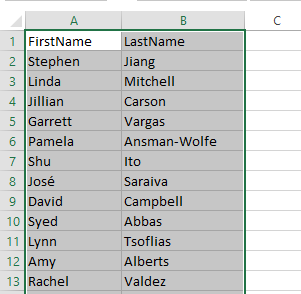 A B C
1 FirstName LastName
2 Stephen Jiang
3 Linda Mitchell
4 Jillian Carson
5 Garrett Vargas
6 Pamela Ansman-Wolfe
7 Shu Ito
8 José Saraiva
9 David Campbell
10 Syed Abbas
11 Lynn Tsoflias
12 Amy Alberts
13 Rachel Valdez